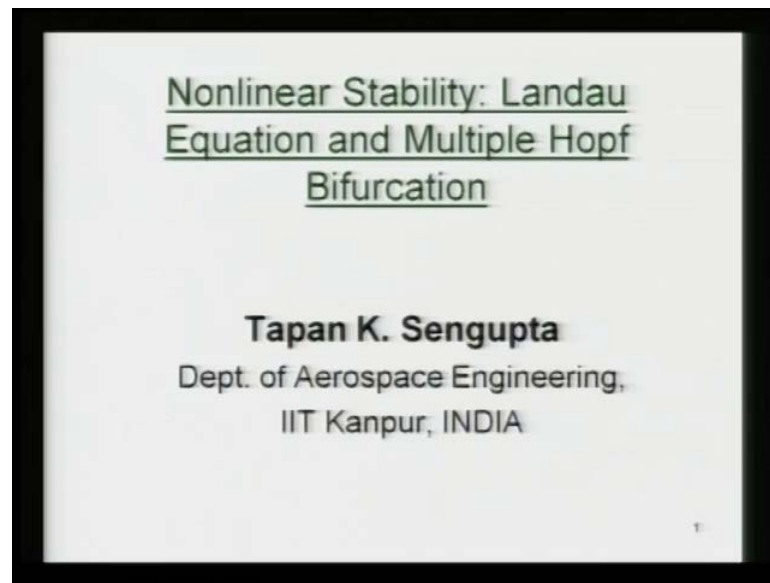 Nonlinear Stability: Landau
Equation and Multiple Hopf
Bifurcation
Tapan K. Sengupta
Dept. of Aerospace Engineering,
IIT Kanpur, INDIA
1